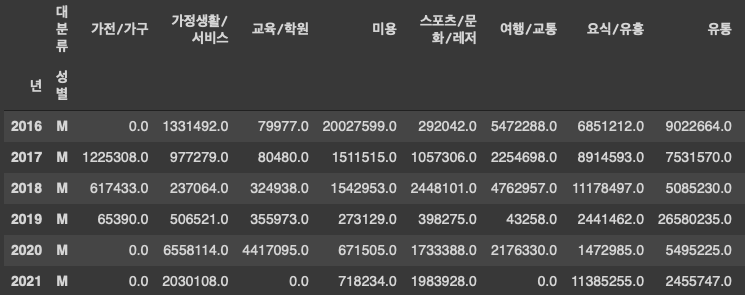 대분류 가전/가구 가정생활/서비스 교육/학원 미용 스포츠/문화/레저 여행/교통 요식/유흥 유통
년 성별
2016 M 0.0 1331492.0 79977.0 20027599.0 292042.0 5472288.0 6851212.0 9022664.0
2017 M 1225308.0 977279.0 80480.0 1511515.0 1057306.0 2254698.0 8914593.0 7531570.0
2018 M 617433.0 237064.0 324938.0 1542953.0 2448101.0 4762957.0 11178497.0 5085230.0
2019 M 65390.0 506521.0 355973.0 273129.0 398275.0 43258.0 2441462.0 26580235.0
2020 M 0.0 6558114.0 4417095.0 671505.0 1733388.0 2176330.0 1472985.0 5495225.0
2021 M 0.0 2030108.0 0.0 718234.0 1983928.0 0.0 11385255.0 2455747.0